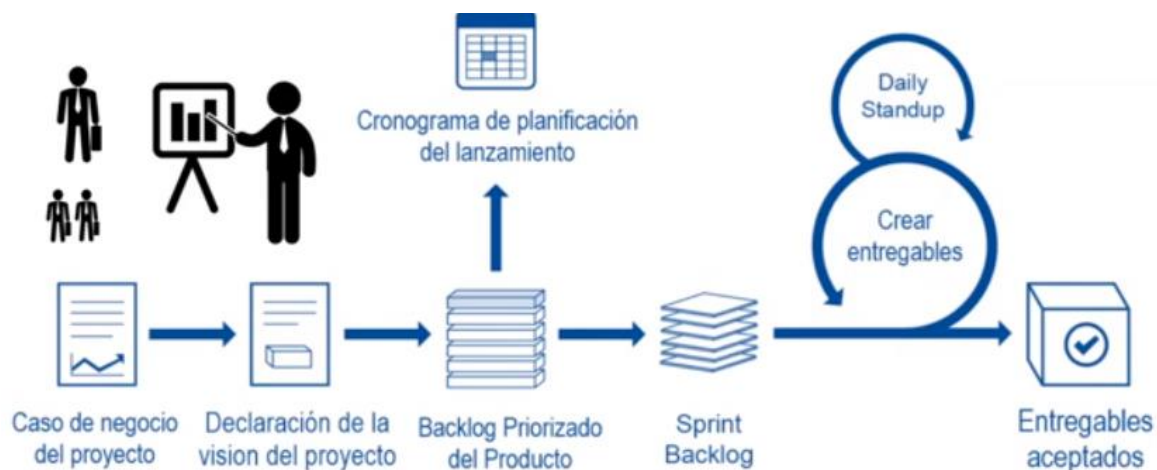 Cronograma de planificación
del lanzamiento
Daily
Standup
Crear
entregables
Caso de negocio
del proyecto
Declaración de la
vision del proyecto
Backlog Priorizado
del Producto
Sprint
Backlog
Entregables
aceptados